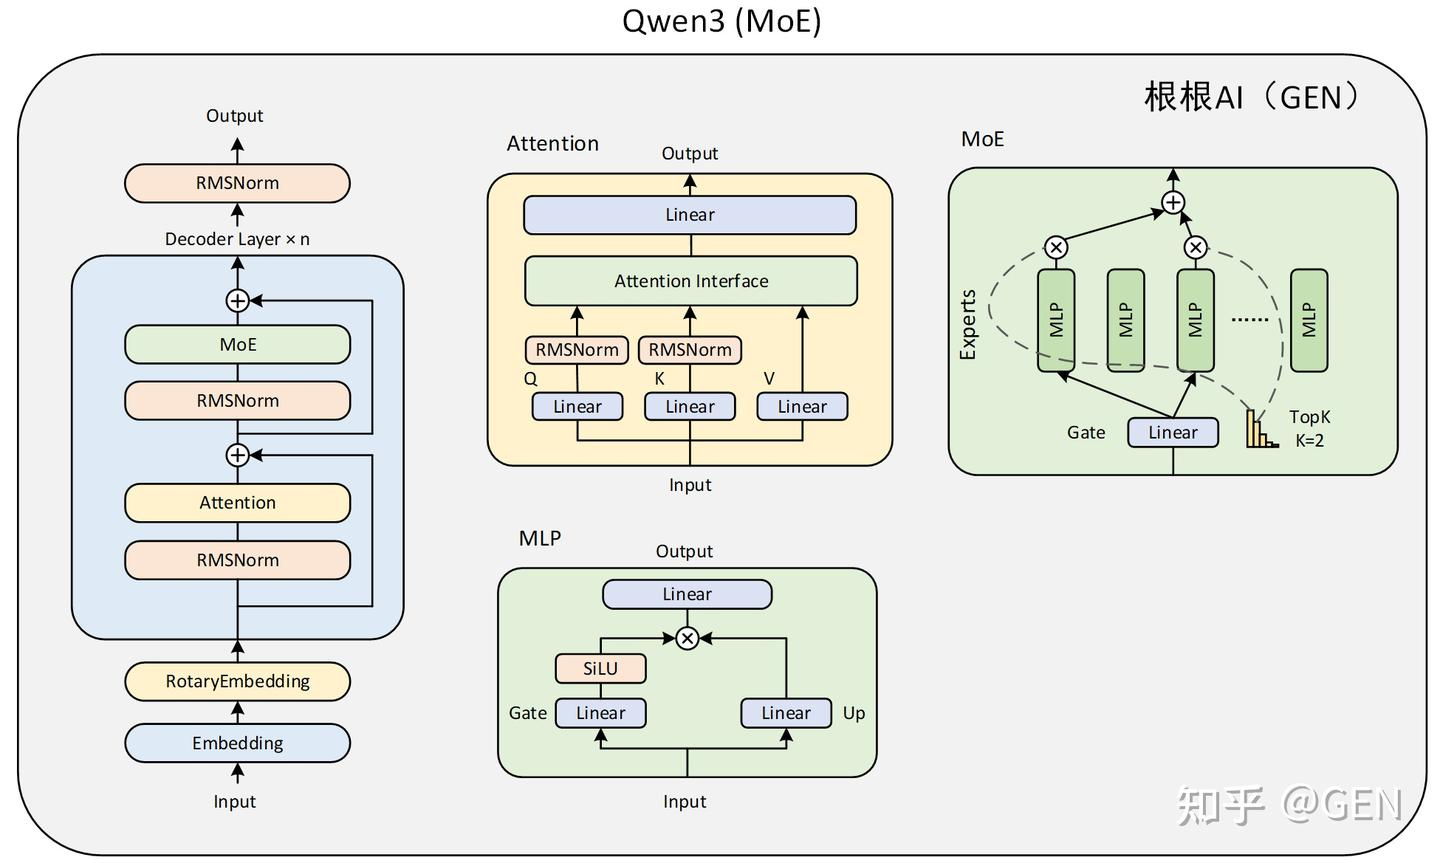 Qwen3 (MoE)
根根AI（GEN）
Output
RMSNorm
Decoder Layer × n
MoE
RMSNorm
Attention
RMSNorm
RotaryEmbedding
Embedding
Input
Attention
Output
Linear
Attention Interface
RMSNorm RMSNorm
Q K V
Linear Linear Linear
Input
MLP
Output
Linear
SiLU
Gate Linear Linear Up
Input
MoE
Experts
MLP MLP MLP ...... MLP
Gate Linear
TopK
K=2
知乎 @GEN